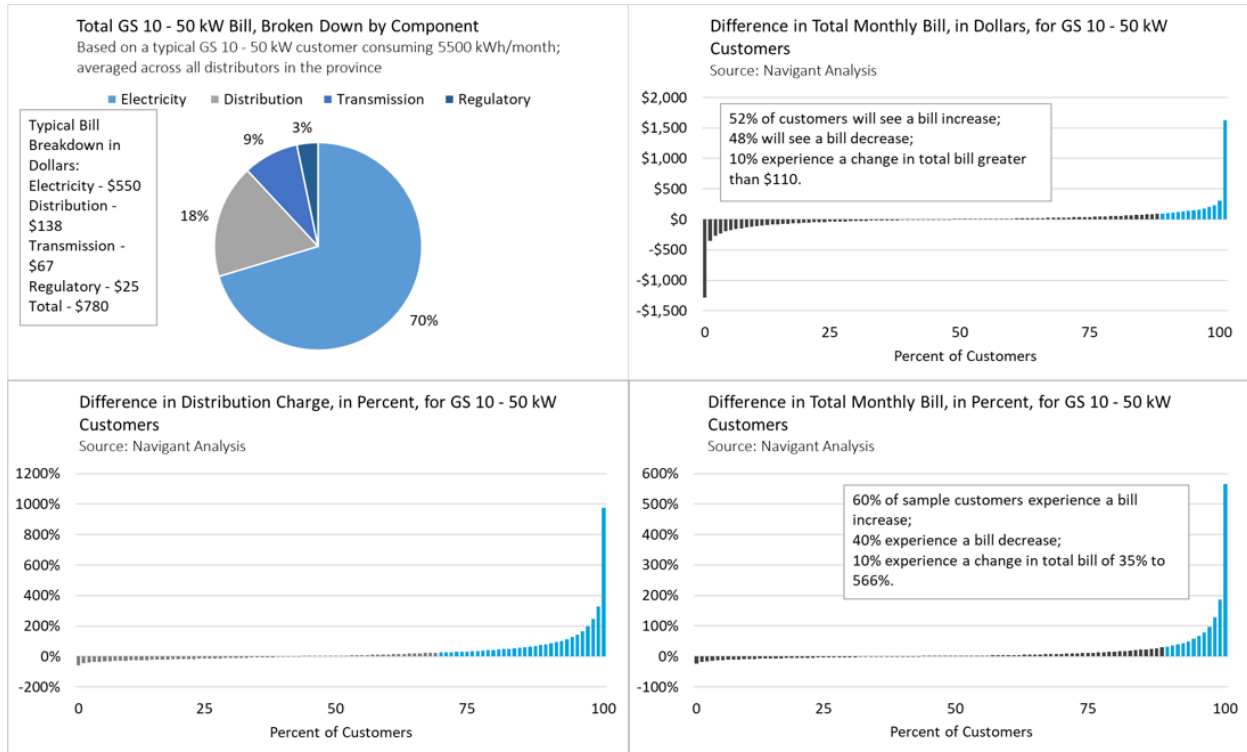 Total GS 10 - 50 kW Bill, Broken Down by Component
Based on a typical GS 10 - 50 kW customer consuming 5500 kWh/month;
averaged across all distributors in the province
Electricity
Distribution
Transmission
Regulatory
Typical Bill
Breakdown in
Dollars:
Electricity - $550
Distribution -
$138
Transmission -
$67
Regulatory - $25
Total - $780
3%
9%
18%
70%
Difference in Total Monthly Bill, in Dollars, for GS 10 - 50 kW
Customers
Source: Navigant Analysis
$2,000
$1,500
$1,000
$500
$0
-$500
-$1,000
-$1,500
52% of customers will see a bill increase;
48% will see a bill decrease;
10% experience a change in total bill greater
than $110.
0
25
50
75
100
Percent of Customers
Difference in Distribution Charge, in Percent, for GS 10 - 50 kW
Customers
Source: Navigant Analysis
1200%
1000%
800%
600%
400%
200%
0%
-200%
0
25
50
75
100
Percent of Customers
Difference in Total Monthly Bill, in Percent, for GS 10 - 50 kW
Customers
Source: Navigant Analysis
600%
500%
400%
300%
200%
100%
0%
-100%
60% of sample customers experience a bill
increase;
40% experience a bill decrease;
10% experience a change in total bill of 35% to
566%.
0
25
50
75
100
Percent of Customers